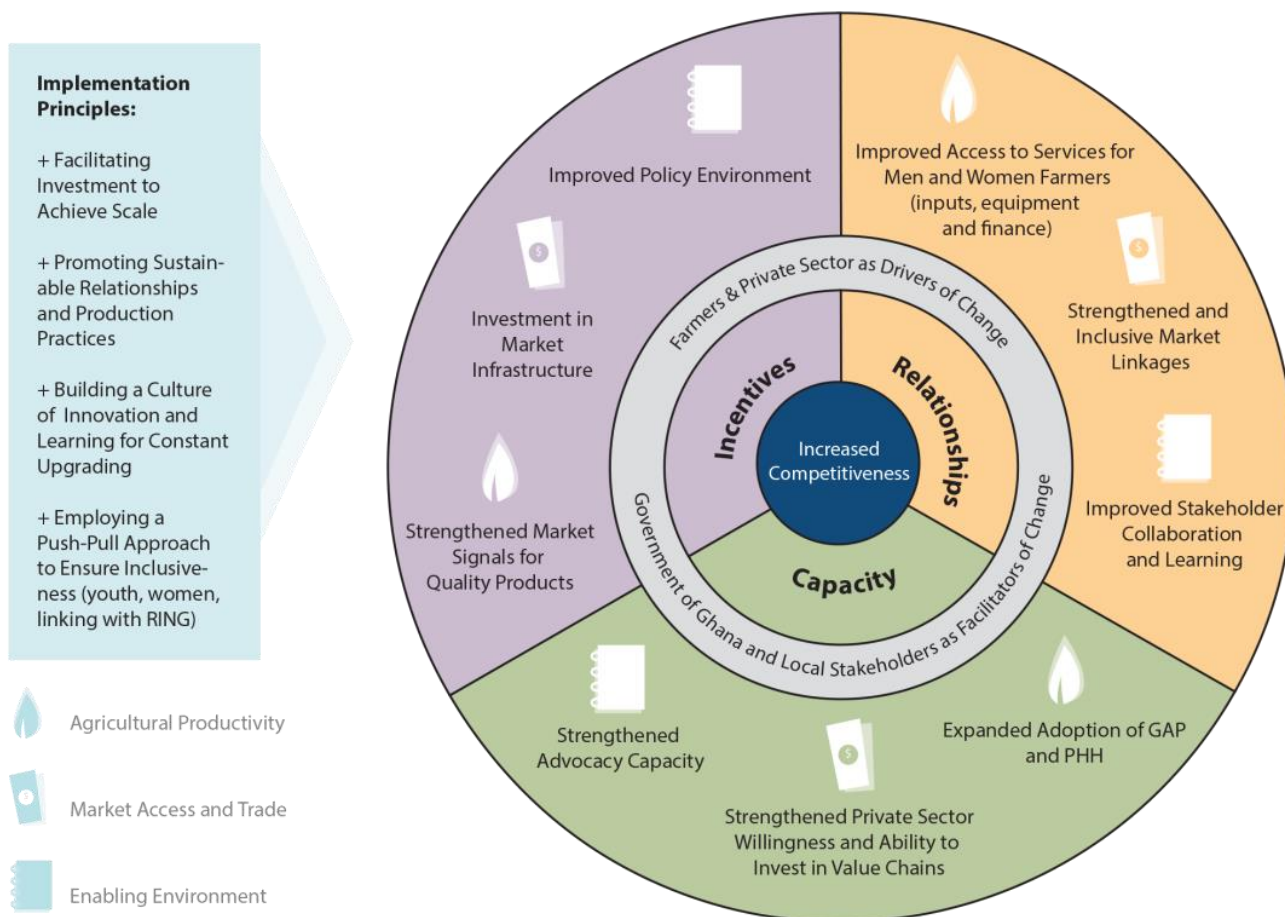 Implementation
Principles:
+ Facilitating
Investment to
Achieve Scale
+ Promoting Sustain-
able Relationships
and Production
Practices
+ Building a Culture
of Innovation and
Learning for Constant
Upgrading
+ Employing a
Push-Pull Approach
to Ensure Inclusive-
ness (youth, women,
linking with RING)
Agricultural Productivity
Market Access and Trade
Enabling Environment
Improved Policy Environment
Investment in
Market
Infrastructure
Strengthened Market
Signals for
Quality Products
Improved Access to Services for
Men and Women Farmers
(inputs, equipment
and finance)
Strengthened and
Inclusive Market
Linkages
Improved Stakeholder
Collaboration
and Learning
Expanded Adoption of GAP
and PHH
Strengthened Private Sector
Willingness and Ability to
Invest in Value Chains
Strengthened
Advocacy Capacity
Farmers & Private Sector as Drivers of Change
Government of Ghana and Local Stakeholders as Facilitators of Change
Incentives
Relationships
Capacity
Increased
Competitiveness
$
$
$
$